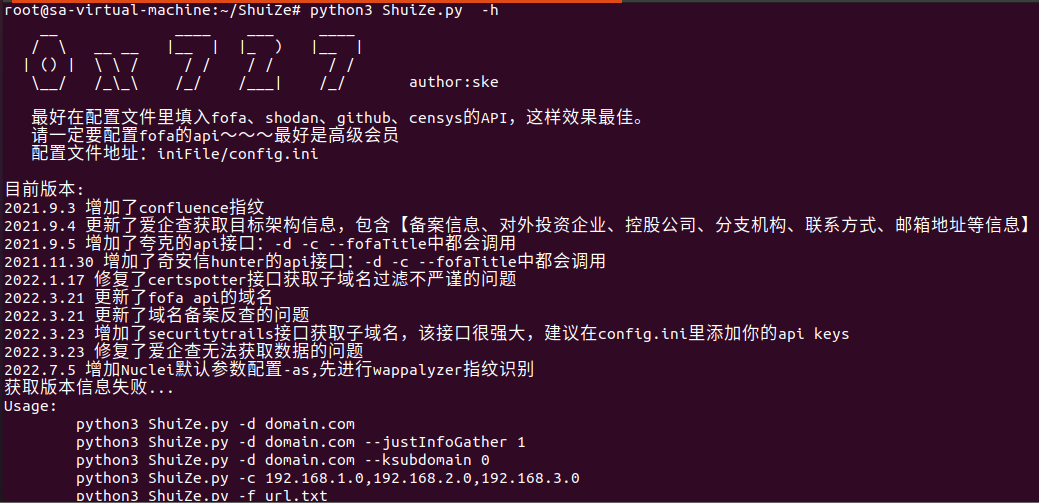 root@sa-virtual-machine:~/ShuiZe# python3 ShuiZe.py  -h
0x727
author:ske
最好在配置文件里填入fofa、shodan、github、censys的API，这样效果最佳。
请一定要配置fofa的api～～～最好是高级会员
配置文件地址：iniFile/config.ini
目前版本:
2021.9.3 增加了confluence指纹
2021.9.4 更新了爱企查获取目标架构信息，包含【备案信息、对外投资企业、控股公司、分支机构、联系方式、邮箱地址等信息】
2021.9.5 增加了夸克的api接口：-d -c --fofaTitle中都会调用
2021.11.30 增加了奇安信hunter的api接口：-d -c --fofaTitle中都会调用
2022.1.17 修复了certspotter接口获取子域名过滤不严谨的问题
2022.3.21 更新了fofa api的域名
2022.3.21 更新了域名备案反查的问题
2022.3.23 增加了securitytrails接口获取子域名，该接口很强大，建议在config.ini里添加你的api keys
2022.3.23 修复了爱企查无法获取数据的问题
2022.7.5 增加Nuclei默认参数配置-as,先进行wappalyzer指纹识别
获取版本信息失败...
Usage:
python3 ShuiZe.py -d domain.com
python3 ShuiZe.py -d domain.com --justInfoGather 1
python3 ShuiZe.py -d domain.com --ksubdomain 0
python3 ShuiZe.py -c 192.168.1.0,192.168.2.0,192.168.3.0
python3 ShuiZe.py -f url.txt